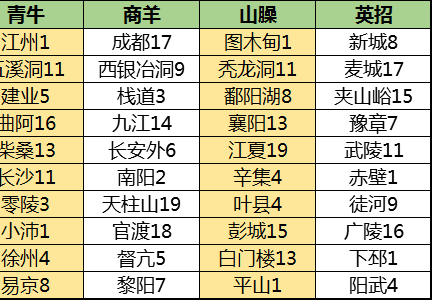 青牛 商羊 山臊 英招
江州1 成都17 图木甸1 新城8
五溪洞11 西银冶洞9 秃龙洞11 麦城17
建业5 栈道3 鄱阳湖8 夹山峪15
曲阿16 九江14 襄阳13 豫章7
柴桑13 长安外6 江夏19 武陵11
长沙11 南阳2 辛集4 赤壁1
零陵3 天柱山19 叶县4 徒河9
小沛1 官渡18 彭城15 广陵16
徐州4 督亢5 白门楼13 下邳1
易京8 黎阳7 平山1 阳武4